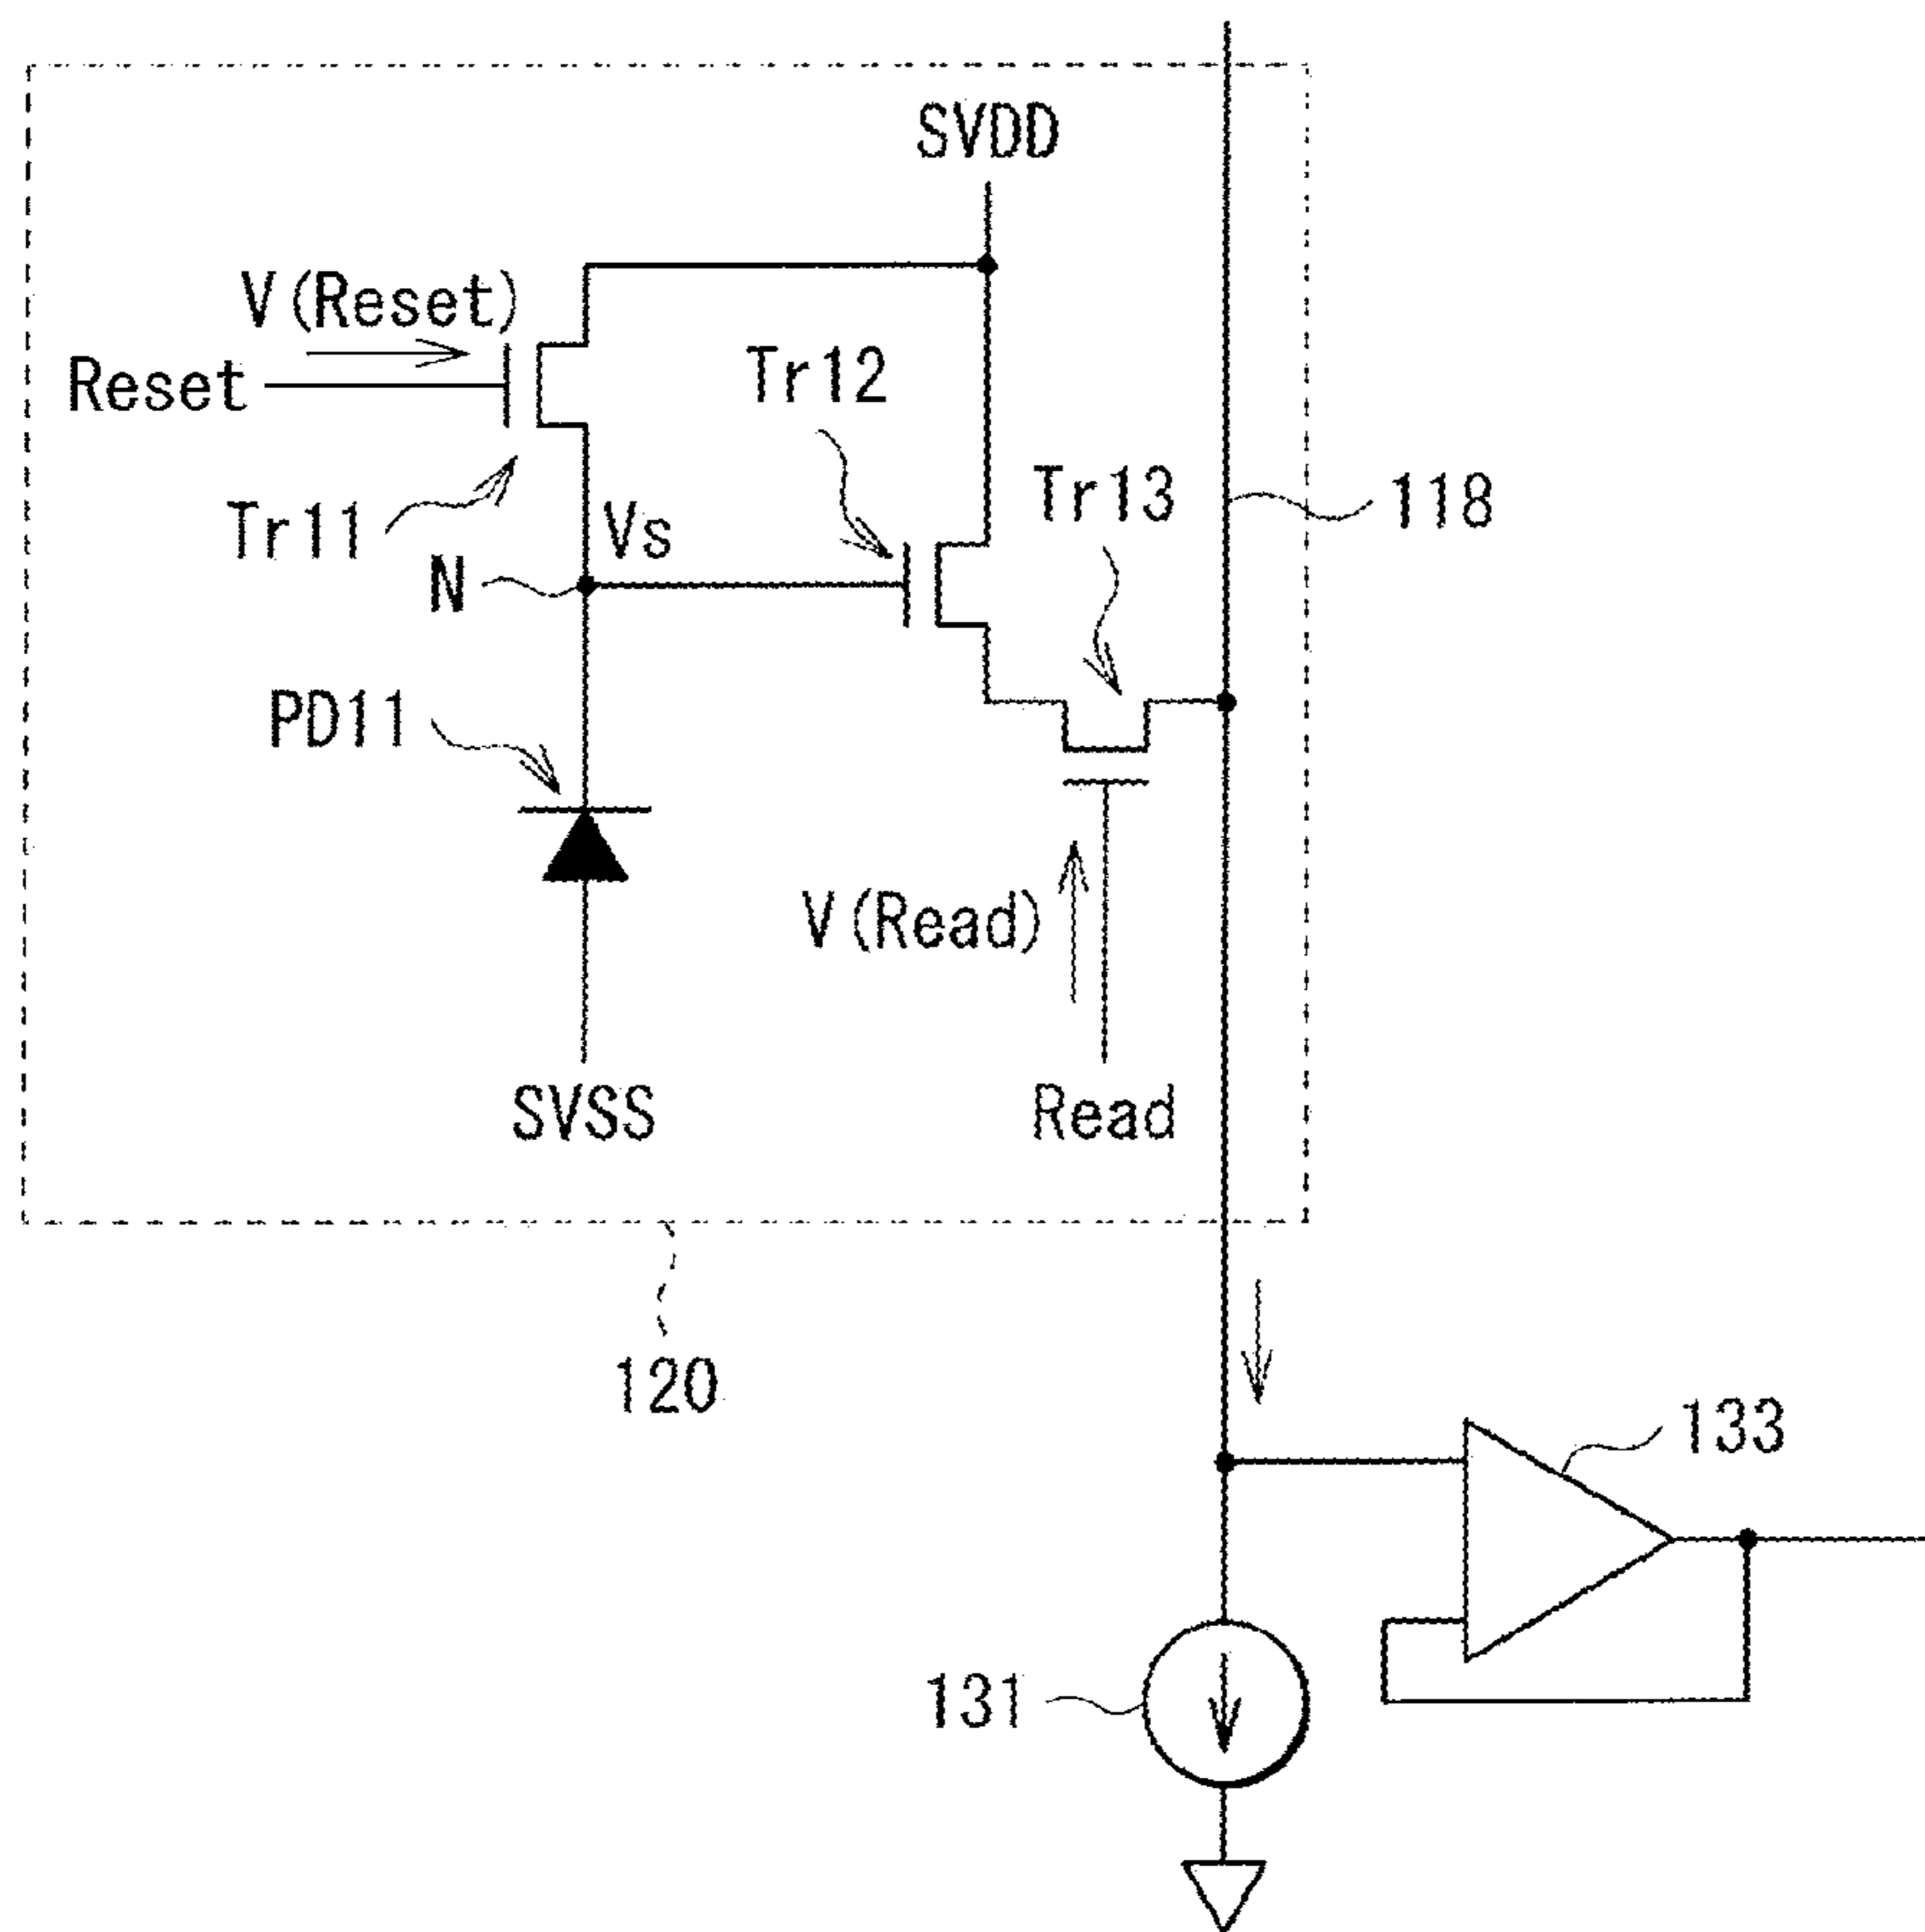 SVDD
V(Reset)
Reset
Tr12
Tr13
118
Tr11
Vs
N
PD11
V(Read)
SVSS
Read
120
133
131